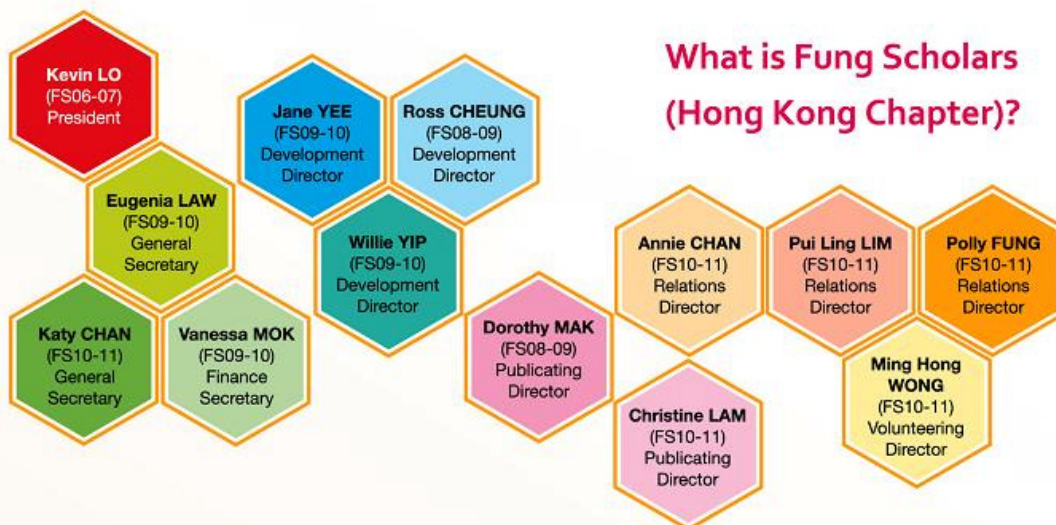 What is Fung Scholars
(Hong Kong Chapter)?
Kevin LO
(FS06-07)
President
Eugenia LAW
(FS09-10)
General
Secretary
Katy CHAN
(FS10-11)
General
Secretary
Vanessa MOK
(FS09-10)
Finance
Secretary
Jane YEE
(FS09-10)
Development
Director
Ross CHEUNG
(FS08-09)
Development
Director
Willie YIP
(FS09-10)
Development
Director
Dorothy MAK
(FS08-09)
Publicating
Director
Christine LAM
(FS10-11)
Publicating
Director
Annie CHAN
(FS10-11)
Relations
Director
Pui Ling LIM
(FS10-11)
Relations
Director
Polly FUNG
(FS10-11)
Relations
Director
Ming Hong
WONG
(FS10-11)
Volunteering
Director